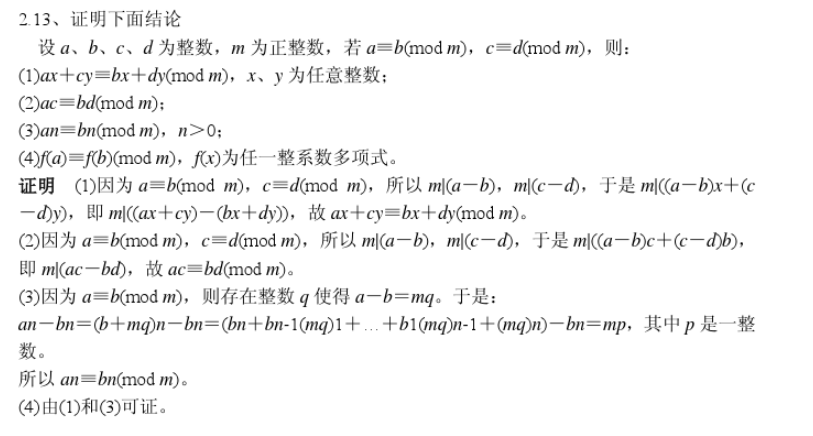 2.13、证明下面结论
设 a、b、c、d 为整数，m 为正整数，若 a≡b(mod m)，c≡d(mod m)，则：
(1)ax＋cy≡bx＋dy(mod m)，x、y 为任意整数；
(2)ac≡bd(mod m)；
(3)an≡bn(mod m)，n＞0；
(4)f(a)≡f(b)(mod m)，f(x)为任一整系数多项式。
证明 (1)因为 a≡b(mod m)，c≡d(mod m)，所以 m|(a－b)，m|(c－d)，于是 m|((a－b)x＋(c
－d)y)，即 m|((ax＋cy)－(bx＋dy))，故 ax＋cy≡bx＋dy(mod m)。
(2)因为 a≡b(mod m)，c≡d(mod m)，所以 m|(a－b)，m|(c－d)，于是 m|((a－b)c＋(c－d)b)，
即 m|(ac－bd)，故 ac≡bd(mod m)。
(3)因为 a≡b(mod m)，则存在整数 q 使得 a－b＝mq。于是：
an－bn＝(b＋mq)n－bn＝(bn＋bn-1(mq)1＋…＋b1(mq)n-1＋(mq)n)－bn＝mp，其中 p 是一整
数。
所以 an≡bn(mod m)。
(4)由(1)和(3)可证。